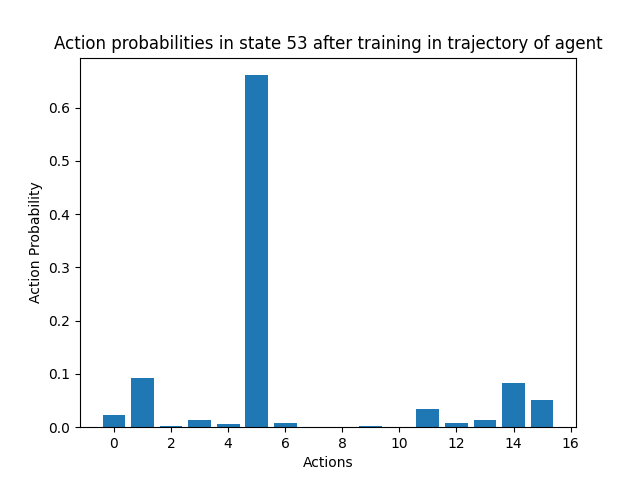 Action probabilities in state 53 after training in trajectory of agent
0.6
0.5
0.4
0.3
0.2
0.1
0.0
Action Probability
0 2 4 6 8 10 12 14 16
Actions